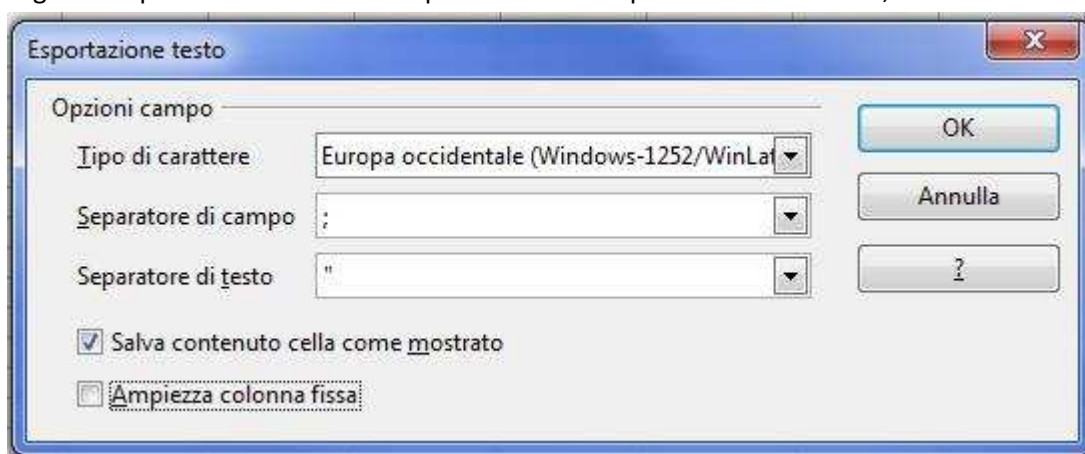 Esportazione testo
Opzioni campo
OK
Tipo di carattere
Europa occidentale (Windows-1252/WinLat
Annulla
Separatore di campo
;
Separatore di testo
"
?
Salva contenuto cella come mostrato
Ampiezza colonna fissa